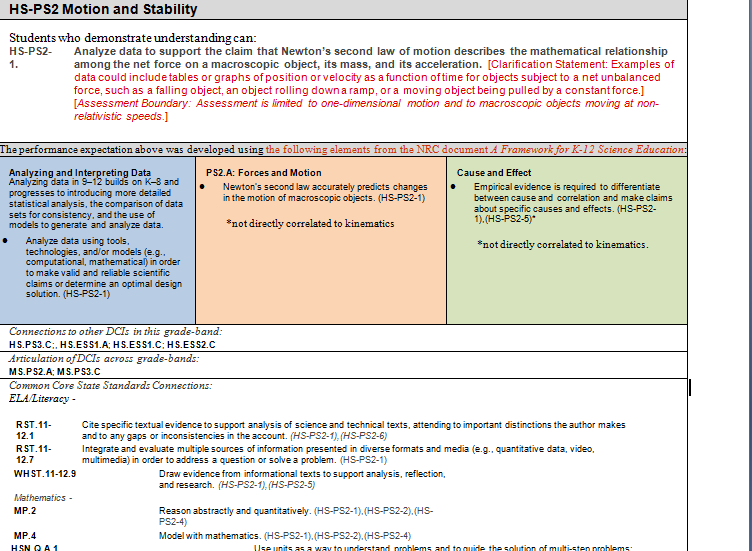 HS-PS2 Motion and Stability
Students who demonstrate understanding can:
HS-PS2-1. Analyze data to support the claim that Newton's second law of motion describes the mathematical relationship
among the net force on a macroscopic object, its mass, and its acceleration. [Clarification Statement: Examples of
data could include tables or graphs of position or velocity as a function of time for objects subject to a net unbalanced
force, such as a falling object, an object rolling down a ramp, or a moving object being pulled by a constant force.]
[Assessment Boundary: Assessment is limited to one-dimensional motion and to macroscopic objects moving at non-
relativistic speeds.]
The performance expectation above was developed using the following elements from the NRC document A Framework for K-12 Science Education:
Analyzing and Interpreting Data
Analyzing data in 9–12 builds on K–8 and
progresses to introducing more detailed
statistical analysis, the comparison of data
sets for consistency, and the use of
models to generate and analyze data.
● Analyze data using tools,
technologies, and/or models (e.g.,
computational, mathematical) in order
to make valid and reliable scientific
claims or determine an optimal design
solution. (HS-PS2-1)
PS2.A: Forces and Motion
● Newton's second law accurately predicts changes
in the motion of macroscopic objects. (HS-PS2-1)
*not directly correlated to kinematics
Cause and Effect
● Empirical evidence is required to differentiate
between cause and correlation and make claims
about specific causes and effects. (HS-PS2-
1),(HS-PS2-5)*
*not directly correlated to kinematics.
Connections to other DCIs in this grade-band:
HS.PS3.C;, HS.ESS1.A; HS.ESS1.C; HS.ESS2.C
Articulation of DCIs across grade-bands:
MS.PS2.A; MS.PS3.C
Common Core State Standards Connections:
ELA/Literacy -
RST.11-12.1 Cite specific textual evidence to support analysis of science and technical texts, attending to important distinctions the author makes
and to any gaps or inconsistencies in the account. (HS-PS2-1),(HS-PS2-6)
RST.11-12.7 Integrate and evaluate multiple sources of information presented in diverse formats and media (e.g., quantitative data, video,
multimedia) in order to address a question or solve a problem. (HS-PS2-1)
WHST.11-12.9 Draw evidence from informational texts to support analysis, reflection,
and research. (HS-PS2-1),(HS-PS2-5)
Mathematics -
MP.2 Reason abstractly and quantitatively. (HS-PS2-1),(HS-PS2-2),(HS-
PS2-4)
MP.4 Model with mathematics. (HS-PS2-1),(HS-PS2-2),(HS-PS2-4)
HSN.Q.A.1 Use units as a way to understand problems and to guide the solution of multi-step problems;